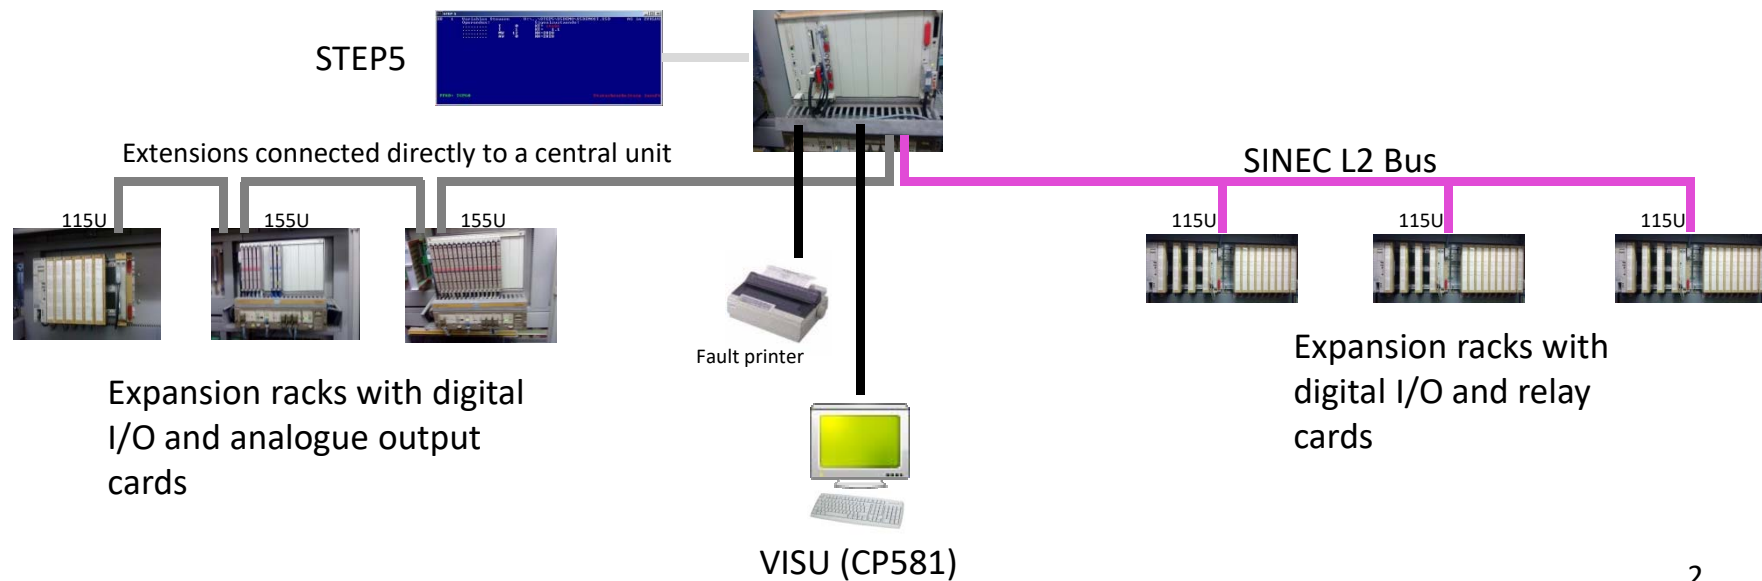 STEP5
Extensions connected directly to a central unit
SINEC L2 Bus
115U
155U
155U
115U
115U
115U
Fault printer
Expansion racks with digital
I/O and analogue output
cards
Expansion racks with
digital I/O and relay
cards
VISU (CP581)
2